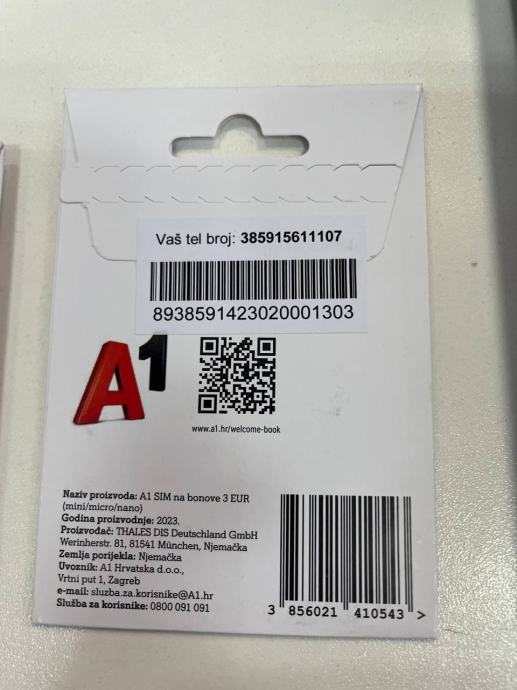 Vaš tel broj: 385915611107
8938591423020001303
A1
www.a1.hr/welcome-book
Naziv proizvoda: A1 SIM na bonove 3 EUR
(mini/micro/nano)
Godina proizvodnje: 2023.
Proizvođač: THALES DIS Deutschland GmbH
Werinherstr. 81, 81541 München, Njemačka
Zemlja porijekla: Njemačka
Uvoznik: A1 Hrvatska d.o.o.,
Vrtni put 1, Zagreb
e-mail: sluzba.za.korisnike@A1.hr
Služba za korisnike: 0800 091 091
3 856021 410543 >